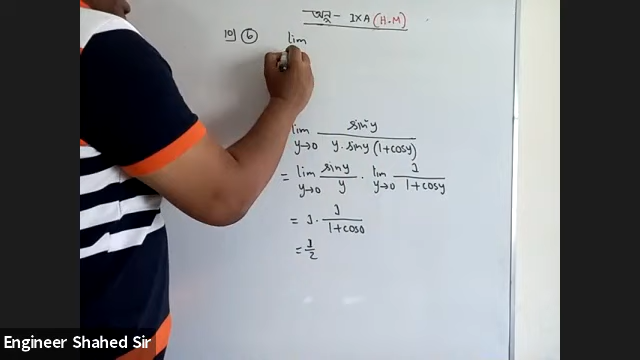 অনু - IXA (H.M)
10] ⑥ lim
lim y→0 sin²y / y · siny (1+cosy)
= lim y→0 siny / y · lim y→0 1 / 1+cosy
= 1 · 1 / 1+cos0
= 1/2
Engineer Shahed Sir